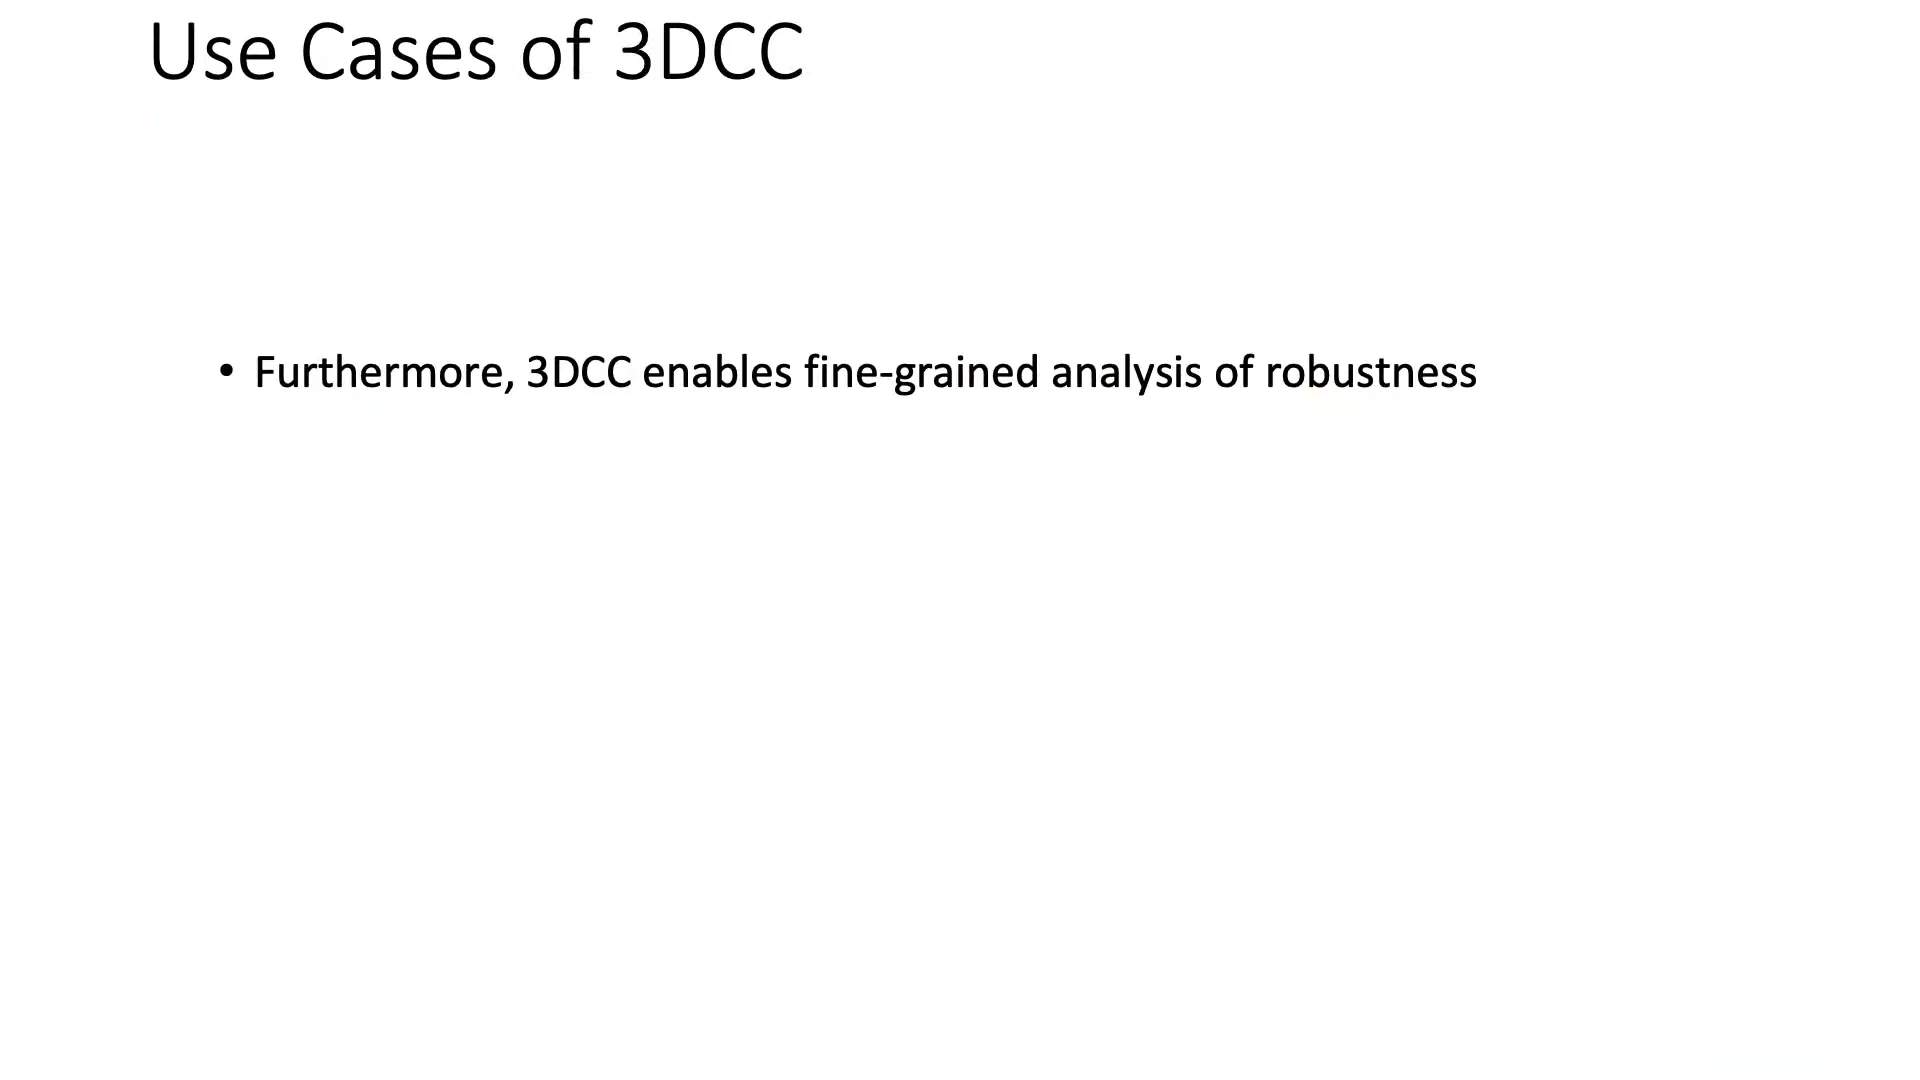 Use Cases of 3DCC
• Furthermore, 3DCC enables fine-grained analysis of robustness